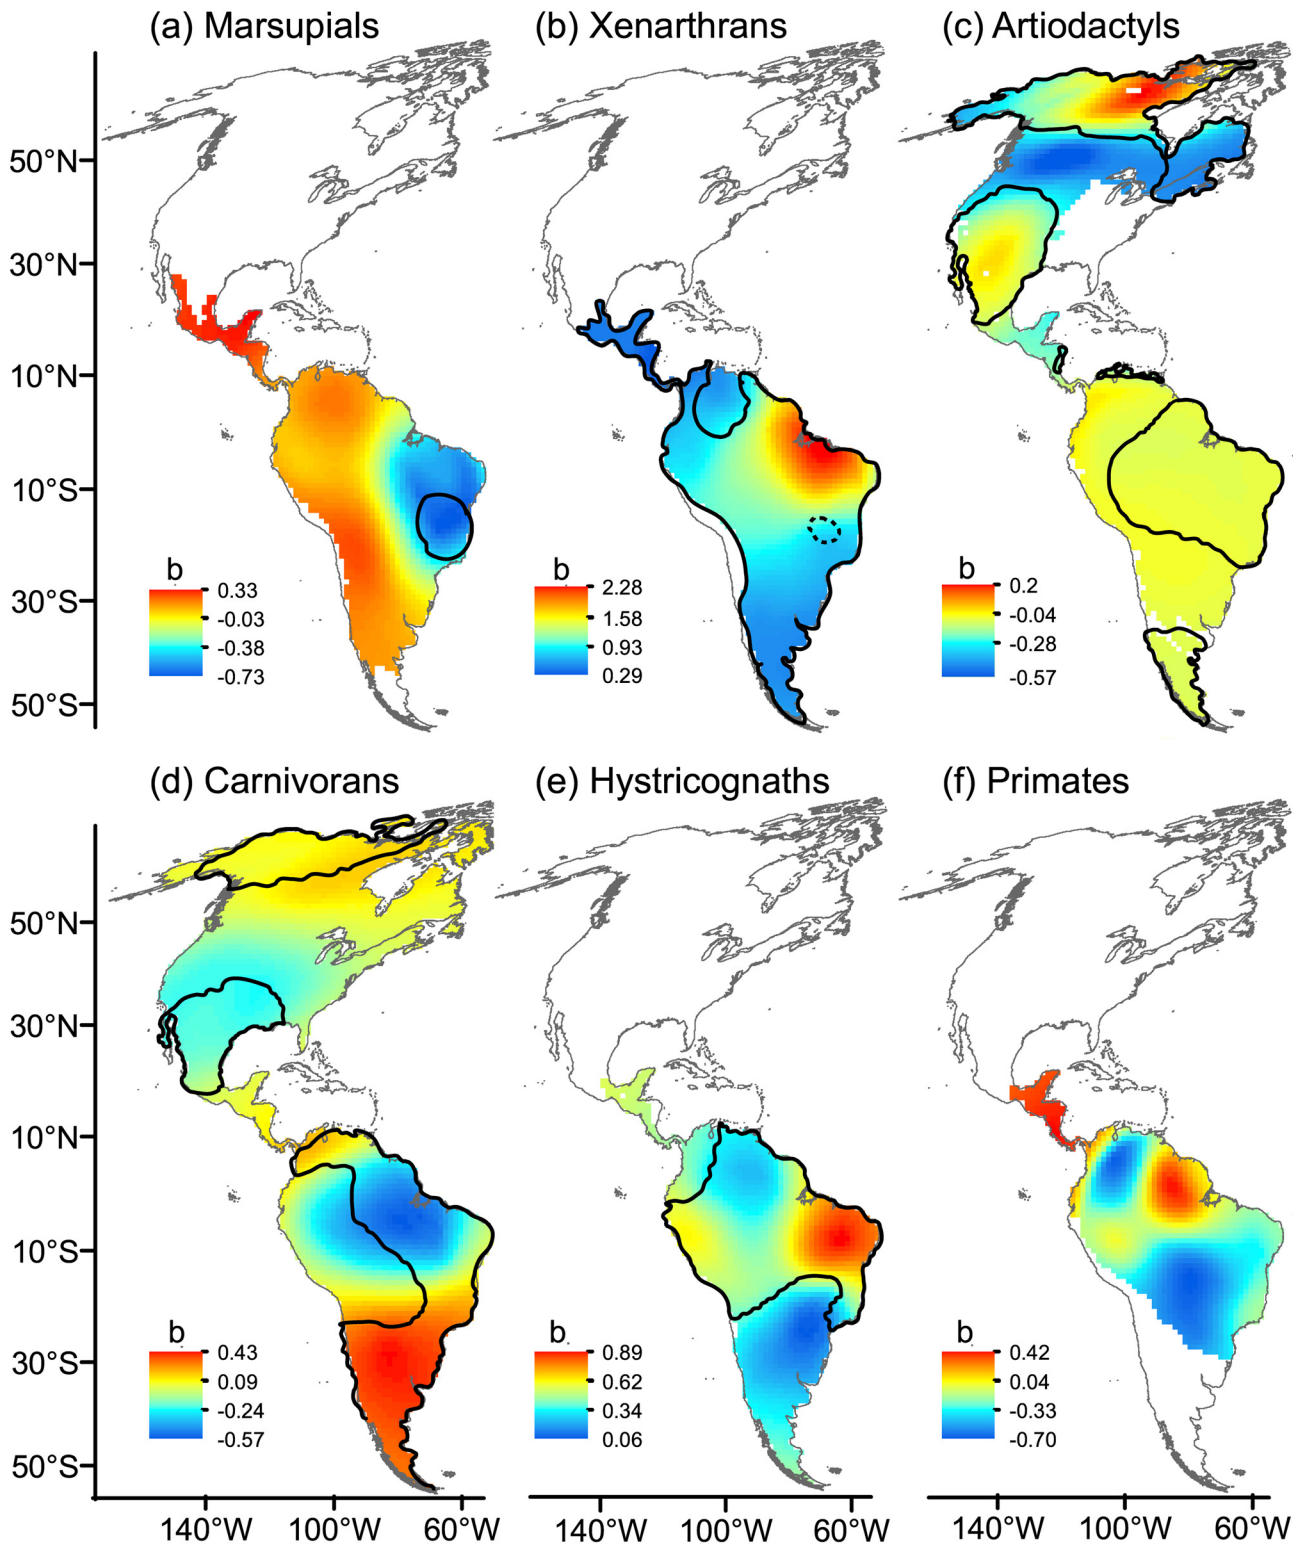 (a) Marsupials
(b) Xenarthrans
(c) Artiodactyls
50°N
30°N
10°N
10°S
30°S
50°S
b
0.33
-0.03
-0.38
-0.73
b
2.28
1.58
0.93
0.29
b
0.2
-0.04
-0.28
-0.57
(d) Carnivorans
(e) Hystricognaths
(f) Primates
50°N
30°N
10°N
10°S
30°S
50°S
b
0.43
0.09
-0.24
-0.57
b
0.89
0.62
0.34
0.06
b
0.42
0.04
-0.33
-0.70
140°W 100°W 60°W
140°W 100°W 60°W
140°W 100°W 60°W